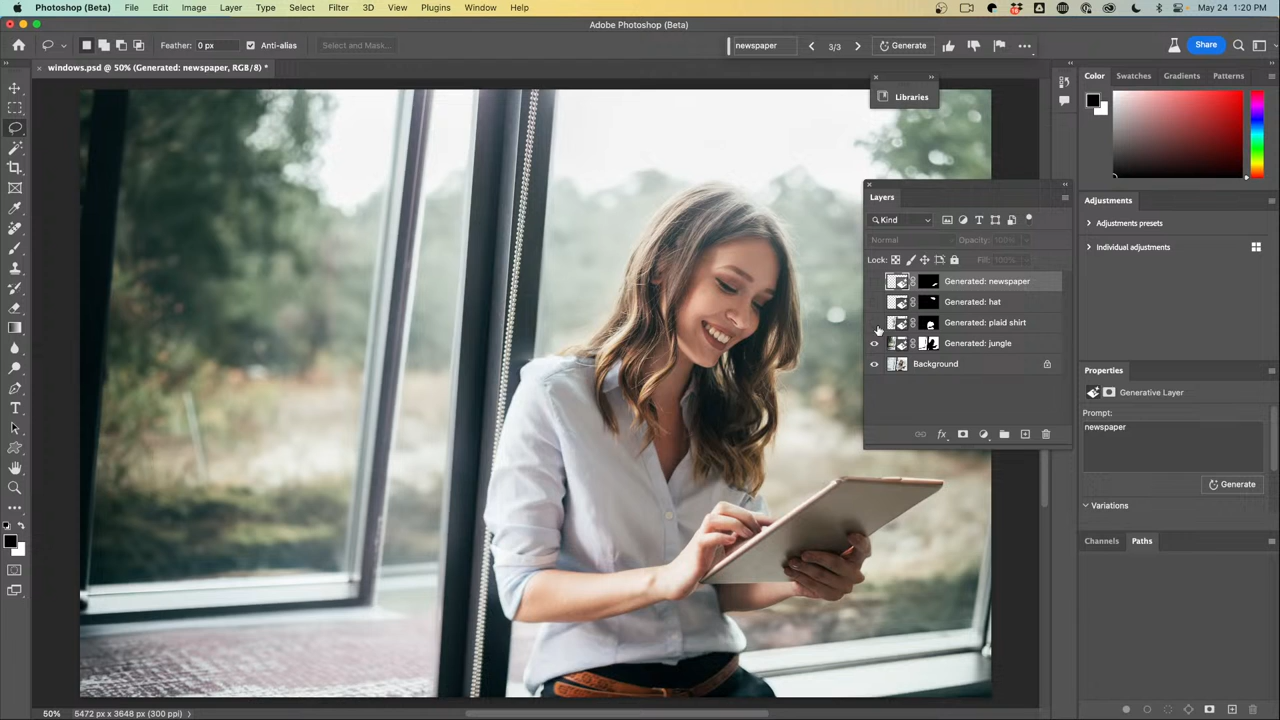 Photoshop (Beta) File Edit Image Layer Type Select Filter 3D View Plugins Window Help May 24 1:20 PM
Adobe Photoshop (Beta)
Feather: 0 px Anti-alias Select and Mask... newspaper 3/3 Generate Share
× windows.psd @ 50% (Generated: newspaper, RGB/8) *
Libraries
Color Swatches Gradients Patterns
Layers
Kind
Normal Opacity: 100%
Lock: Fill: 100%
Generated: newspaper
Generated: hat
Generated: plaid shirt
Generated: jungle
Background
fx
Adjustments
Adjustments presets
Individual adjustments
Properties
Generative Layer
Prompt:
newspaper
Generate
Variations
Channels Paths
50% 5472 px x 3648 px (300 ppi)